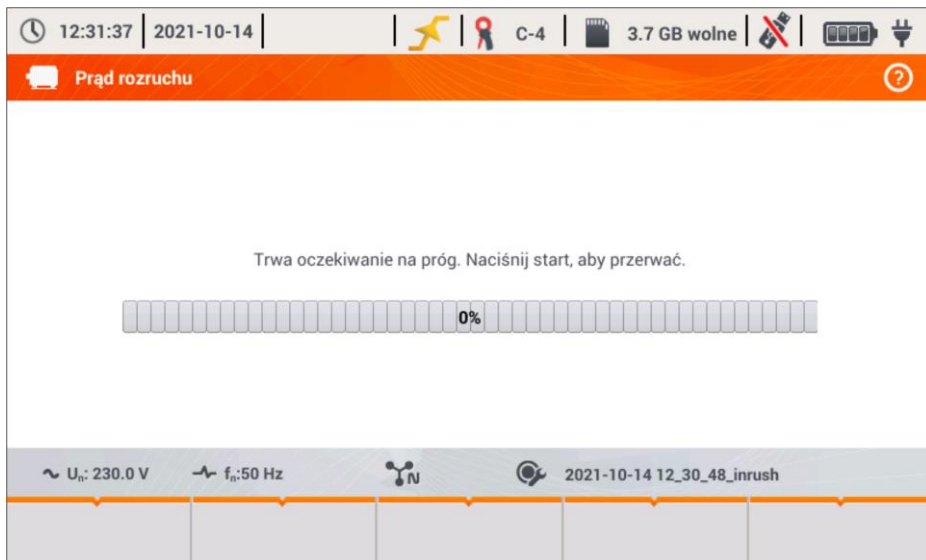 12:31:37 2021-10-14 C-4 3.7 GB wolne
Prąd rozruchu ?
Trwa oczekiwanie na próg. Naciśnij start, aby przerwać.
0%
Uₙ: 230.0 V fₙ:50 Hz N 2021-10-14 12_30_48_inrush